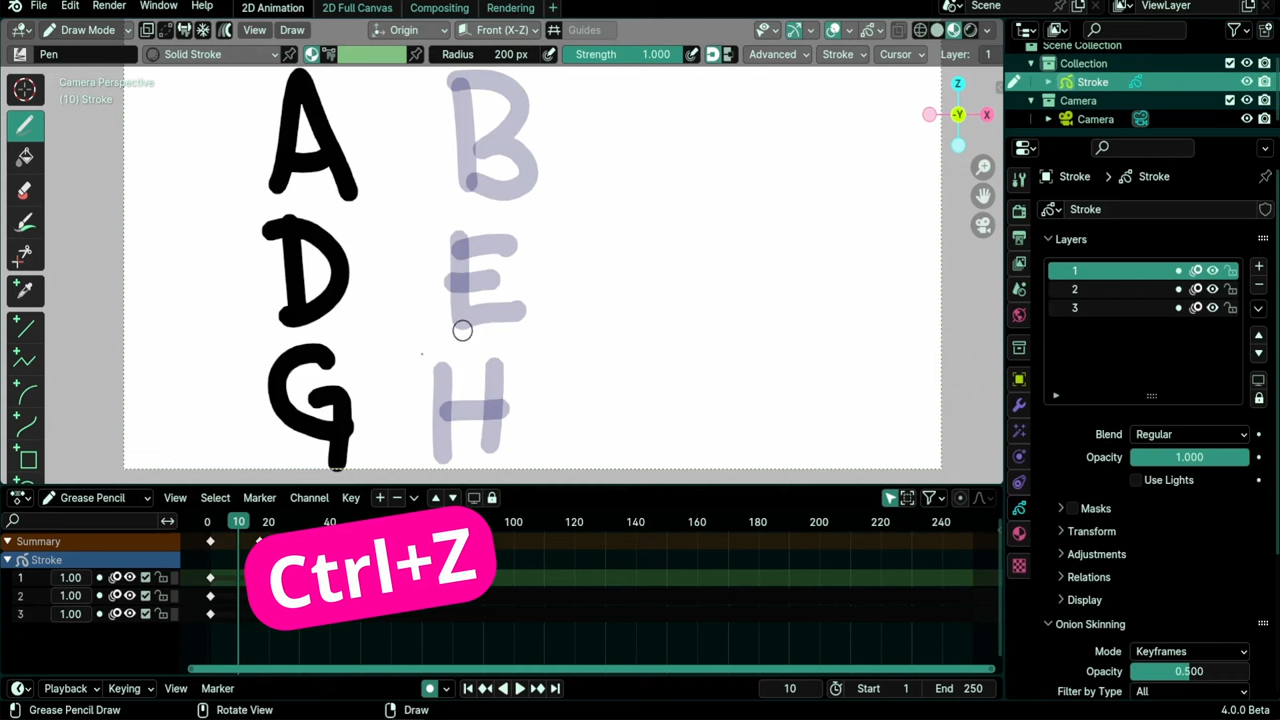 File Edit Render Window Help 2D Animation 2D Full Canvas Compositing Rendering + Scene ViewLayer
Draw Mode View Draw Origin Front (X-Z) Guides
Pen Solid Stroke Radius 200 px Strength 1.000 Advanced Stroke Cursor Layer: 1
Camera Perspective
(10) Stroke
A B
D E
G H
Z
-Y X
Scene Collection
Collection
Stroke
Camera
Camera
Stroke > Stroke
Stroke
Layers
1
2
3
Blend Regular
Opacity 1.000
Use Lights
Masks
Transform
Adjustments
Relations
Display
Onion Skinning
Mode Keyframes
Opacity 0.500
Filter by Type All
Grease Pencil View Select Marker Channel Key
0 10 20 40 100 120 140 160 180 200 220 240
Summary
Stroke
1 1.00
2 1.00
3 1.00
Ctrl+Z
Playback Keying View Marker 10 Start 1 End 250
Grease Pencil Draw Rotate View Draw 4.0.0 Beta